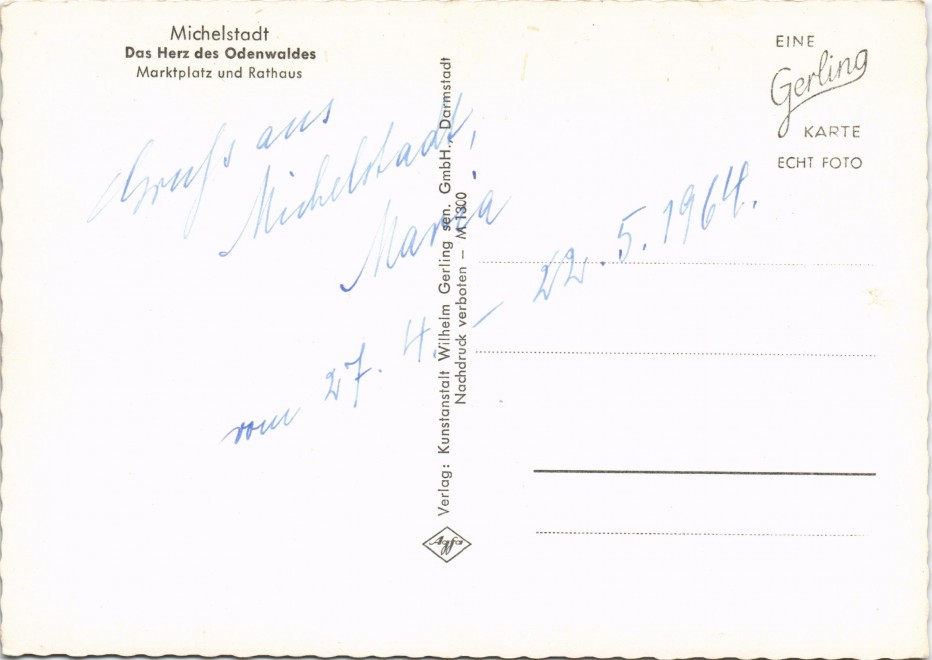 Michelstadt
Das Herz des Odenwaldes
Marktplatz und Rathaus
Gruß aus
Michelstadt,
Maria
vom 27. 4. – 22. 5. 1964.
Verlag: Kunstanstalt Wilhelm Gerling sen. GmbH., Darmstadt
Nachdruck verboten – M 1300
Agfa
EINE
Gerling
KARTE
ECHT FOTO